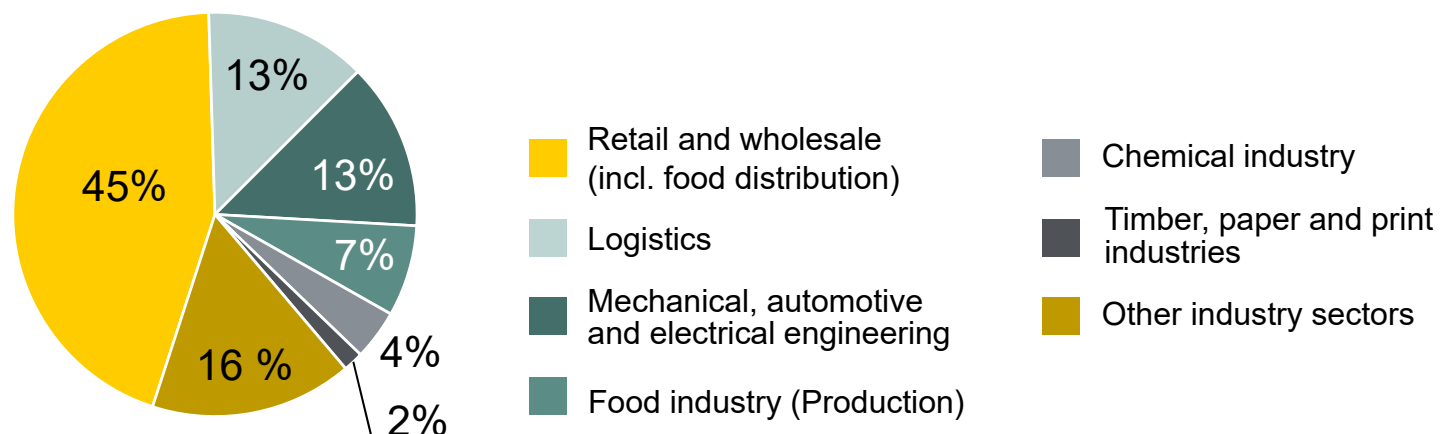 13%
45%
13%
7%
16 %
4%
2%
Retail and wholesale
(incl. food distribution)
Logistics
Mechanical, automotive
and electrical engineering
Food industry (Production)
Chemical industry
Timber, paper and print
industries
Other industry sectors